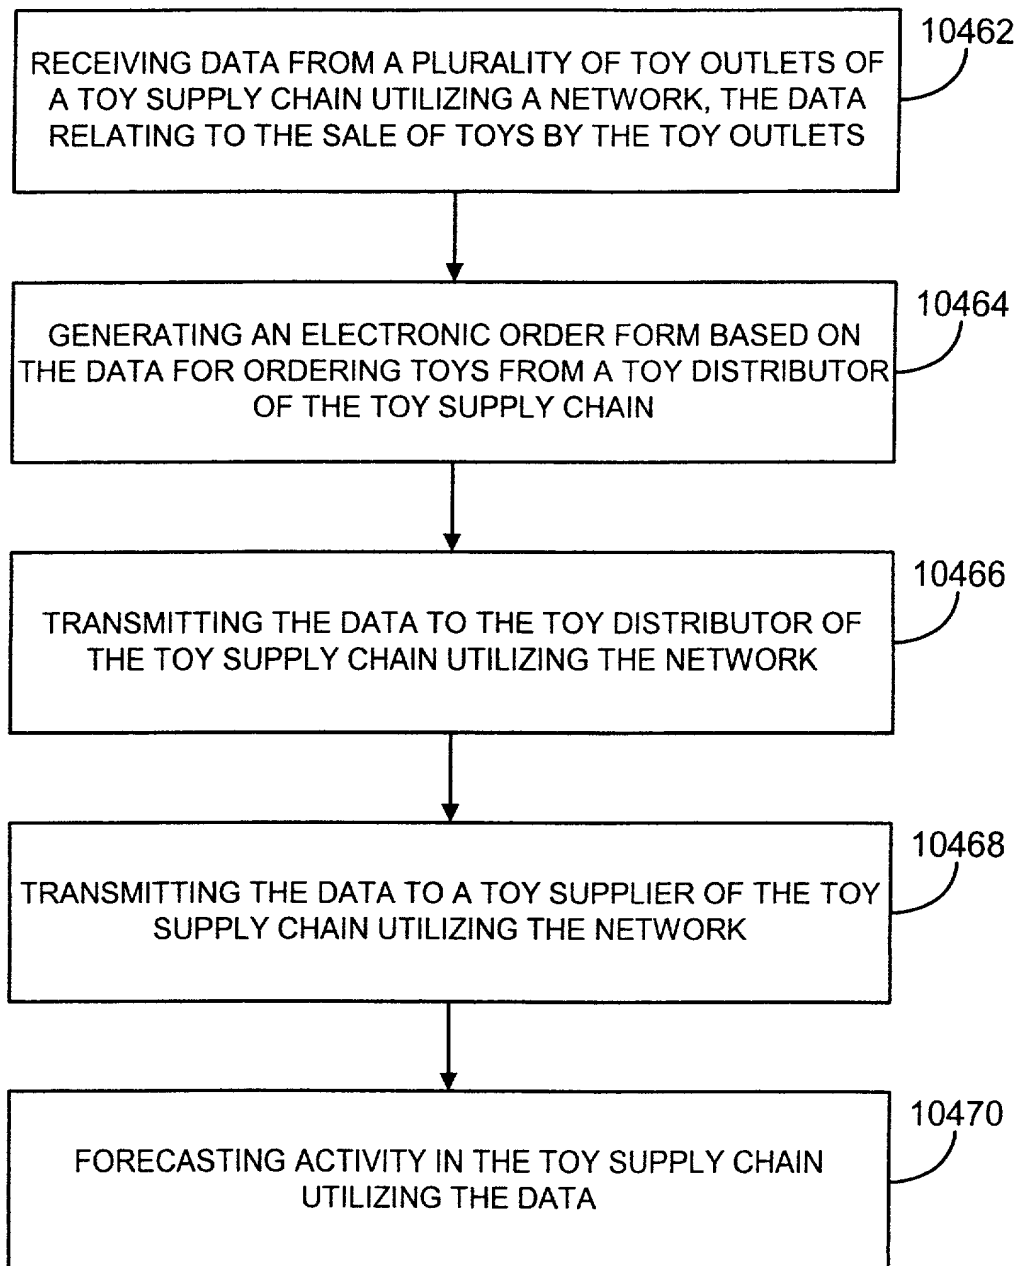 10462
RECEIVING DATA FROM A PLURALITY OF TOY OUTLETS OF
A TOY SUPPLY CHAIN UTILIZING A NETWORK, THE DATA
RELATING TO THE SALE OF TOYS BY THE TOY OUTLETS
10464
GENERATING AN ELECTRONIC ORDER FORM BASED ON
THE DATA FOR ORDERING TOYS FROM A TOY DISTRIBUTOR
OF THE TOY SUPPLY CHAIN
10466
TRANSMITTING THE DATA TO THE TOY DISTRIBUTOR OF
THE TOY SUPPLY CHAIN UTILIZING THE NETWORK
10468
TRANSMITTING THE DATA TO A TOY SUPPLIER OF THE TOY
SUPPLY CHAIN UTILIZING THE NETWORK
10470
FORECASTING ACTIVITY IN THE TOY SUPPLY CHAIN
UTILIZING THE DATA